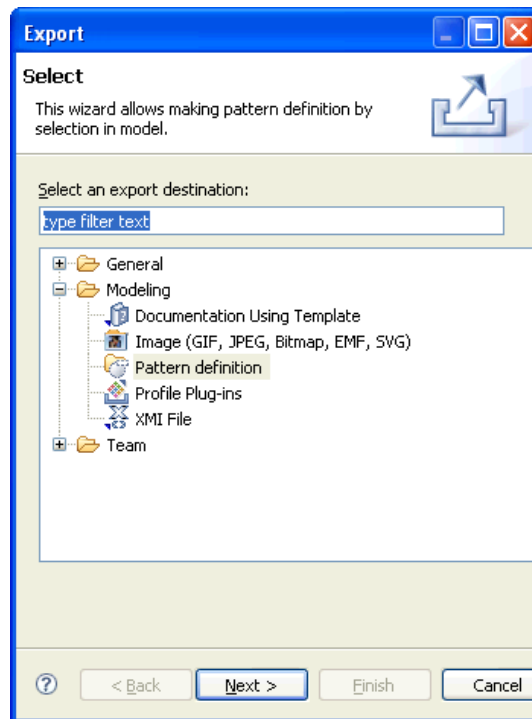 Export
Select
This wizard allows making pattern definition by
selection in model.
Select an export destination:
type filter text
General
Modeling
Documentation Using Template
Image (GIF, JPEG, Bitmap, EMF, SVG)
Pattern definition
Profile Plug-ins
XMI File
Team
< Back Next > Finish Cancel